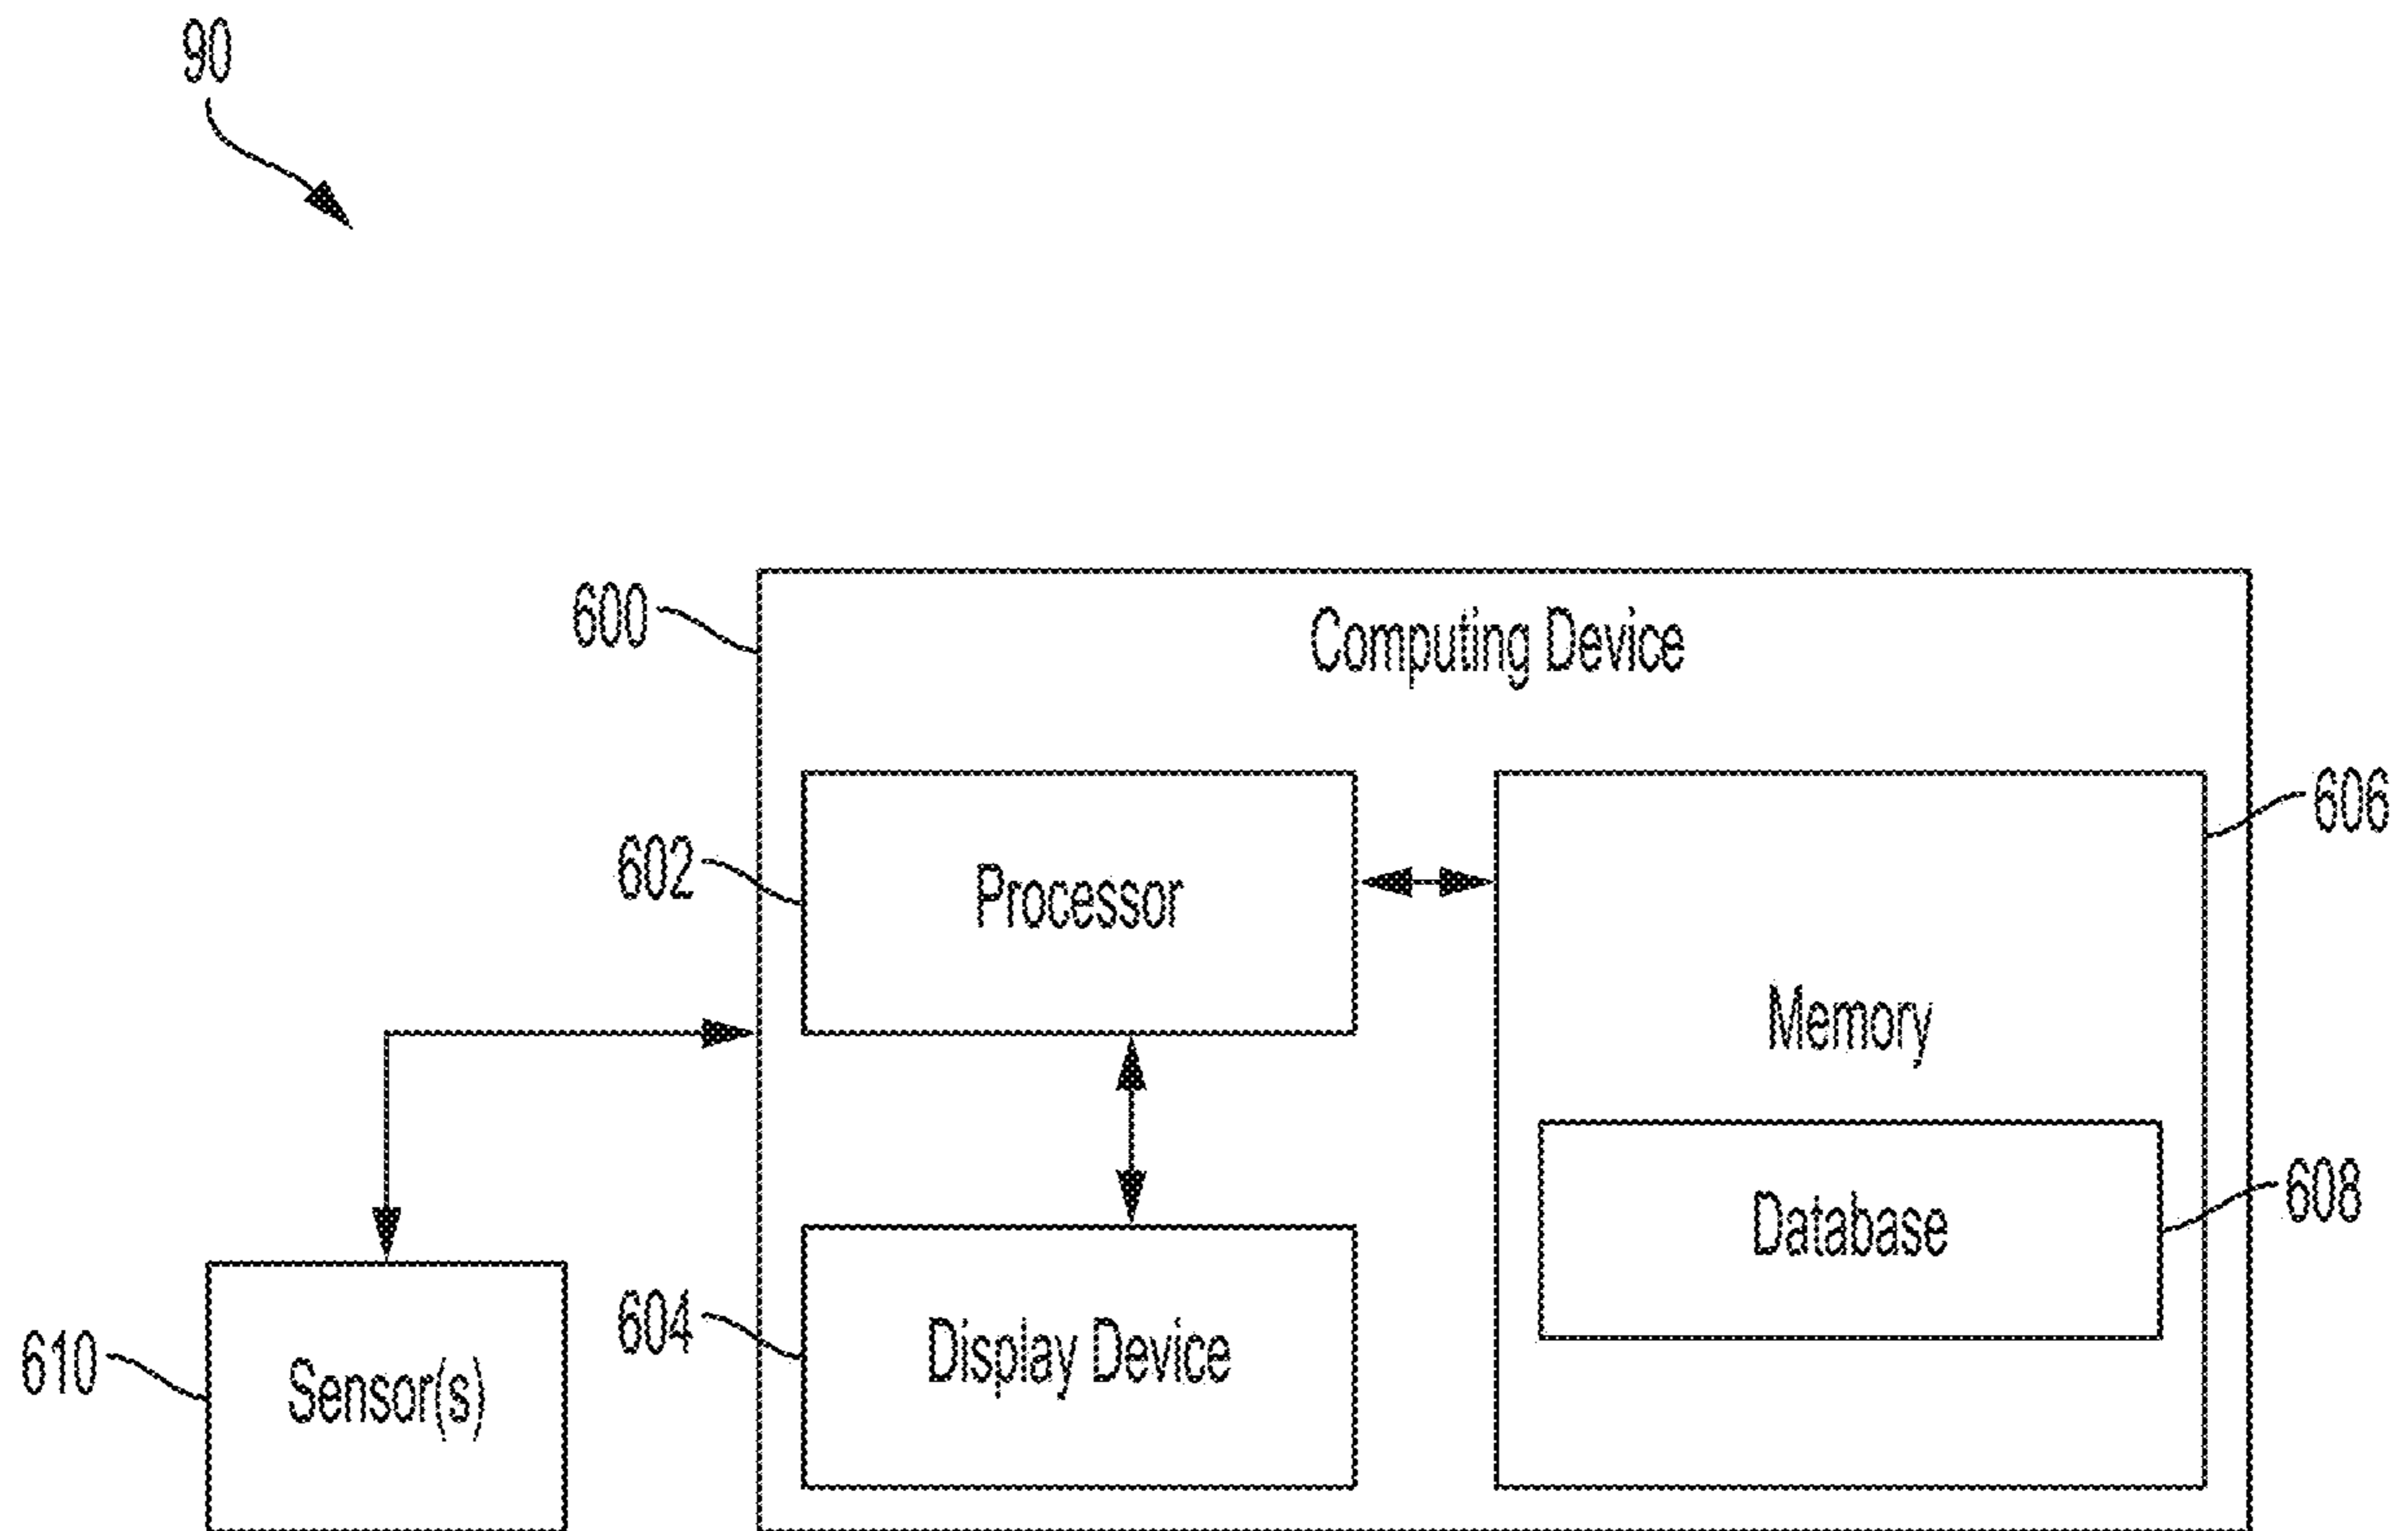 90
600
Computing Device
606
602
Processor
Memory
608
Database
604
Display Device
610
Sensor(s)